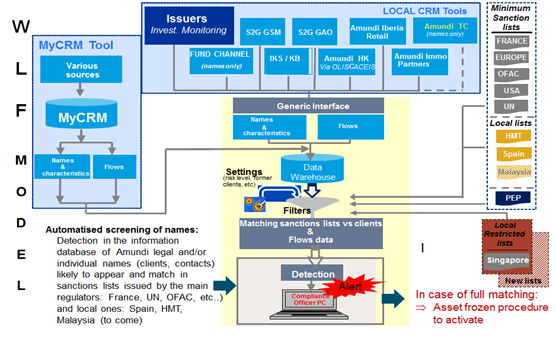 W
L
F
M
O
D
E
L
I
MyCRM Tool
Various
sources
MyCRM
Names
&
characteristics
Flows
LOCAL CRM Tools
Issuers
Invest. Monitoring
S2G GSM
S2G GAO
Amundi Iberia
Retail
Amundi TC
(names only)
FUND CHANNEL
(names only)
IKS / KB
Amundi HK
Via OLISCACEIS
Amundi Immo
Partners
Generic Interface
Names
&
characteristics
Flows
Data
Warehouse
Settings
(risk level, former
clients, etc)
Filters
Matching sanctions lists vs clients
& Flows data
Detection
Compliance
Officer PC
Alert
Minimum
Sanction
lists
FRANCE
EUROPE
OFAC
USA
UN
Local lists
HMT
Spain
Malaysia
PEP
Local
Restricted
lists
Singapore
New lists
Automatised screening of names:
Detection in the information
database of Amundi legal and/or
individual names (clients, contacts)
likely to appear and match in
sanctions lists issued by the main
regulators: France, UN, OFAC, etc..)
and local ones: Spain, HMT,
Malaysia (to come)
In case of full matching:
⇒ Asset frozen procedure
to activate